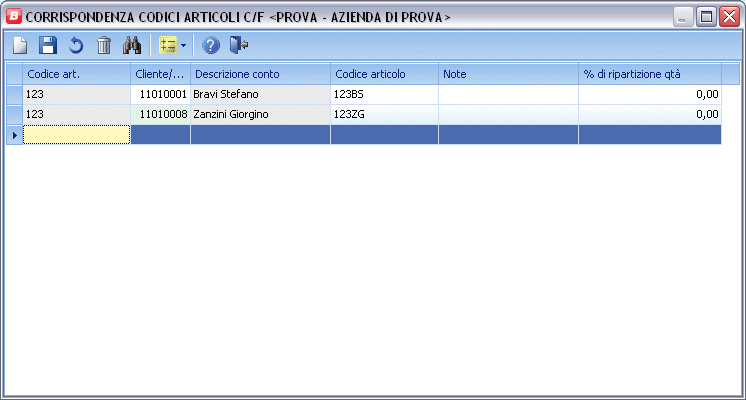 B CORRISPONDENZA CODICI ARTICOLI C/F <PROVA - AZIENDA DI PROVA>
Codice art. Cliente/... Descrizione conto Codice articolo Note % di ripartizione qtà
123 11010001 Bravi Stefano 123BS 0,00
123 11010008 Zanzini Giorgino 123ZG 0,00